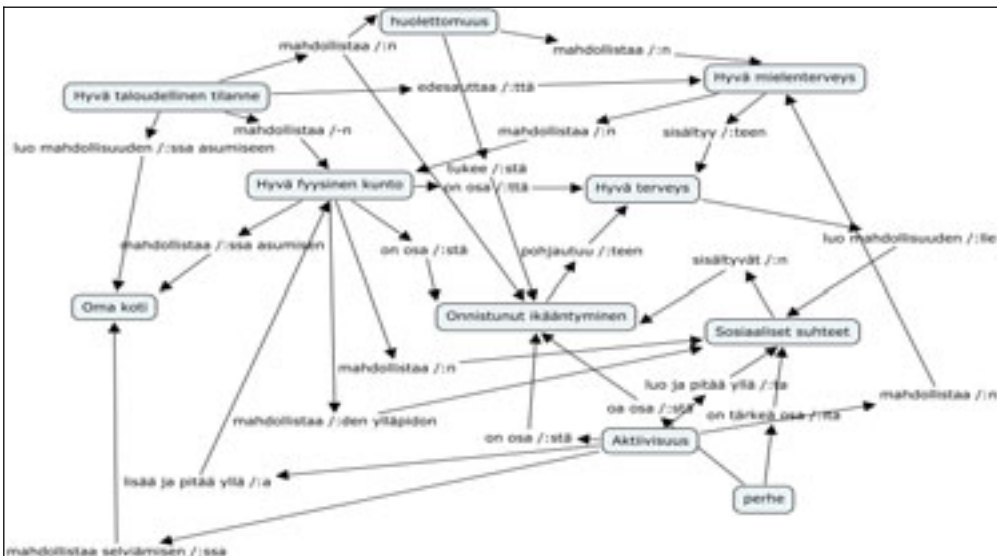 huolettomuus
mahdollistaa /:n
mahdollistaa /:n
Hyvä mielenterveys
Hyvä taloudellinen tilanne
edesauttaa /:ttä
mahdollistaa /-n
mahdollistaa /:n
sisältyy /:teen
luo mahdollisuuden /:ssa asumiseen
tukee /:stä
Hyvä fyysinen kunto
on osa /:ttä
Hyvä terveys
mahdollistaa /:ssa asumisen
on osa /:stä
pohjautuu /:teen
luo mahdollisuuden /:lle
sisältyvät /:n
Oma koti
Onnistunut ikääntyminen
Sosiaaliset suhteet
mahdollistaa /:n
luo ja pitää yllä /:ta
mahdollistaa /:n
mahdollistaa /:den ylläpidon
oa osa /:stä
on tärkeä osa /:ttä
on osa /:stä
Aktiivisuus
lisää ja pitää yllä /:a
perhe
mahdollistaa selviämisen /:ssa